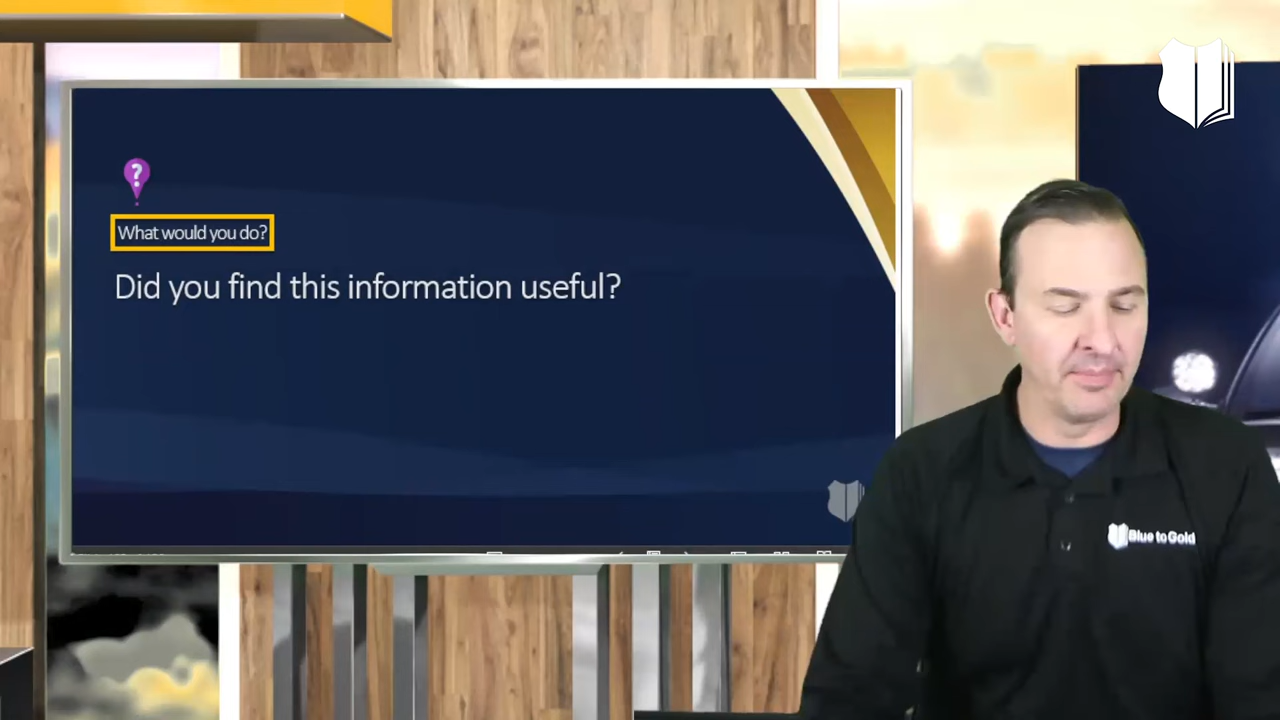 ?
What would you do?
Did you find this information useful?
Blue to Gold